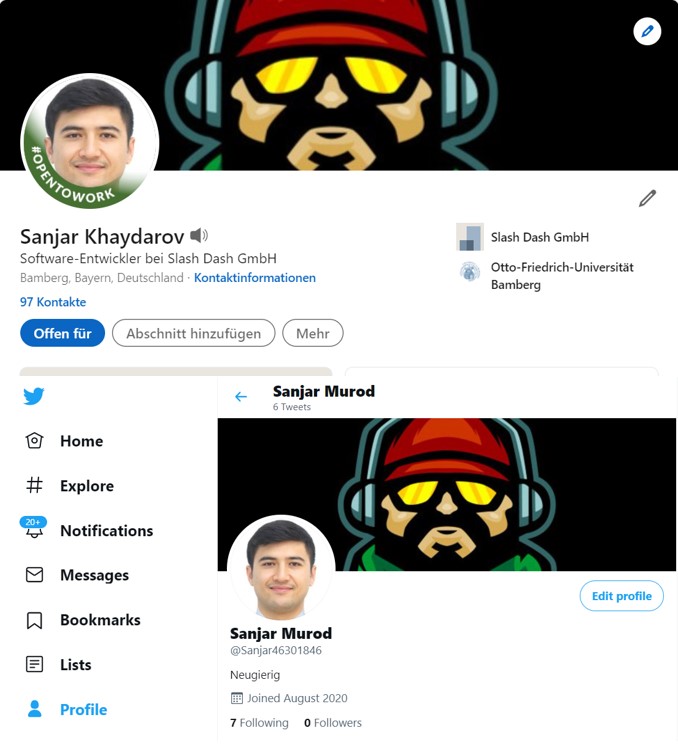 #OPENTOWORK
Sanjar Khaydarov
Software-Entwickler bei Slash Dash GmbH
Bamberg, Bayern, Deutschland · Kontaktinformationen
97 Kontakte
Offen für
Abschnitt hinzufügen
Mehr
Slash Dash GmbH
Otto-Friedrich-Universität
Bamberg
Home
Explore
20+
Notifications
Messages
Bookmarks
Lists
Profile
Sanjar Murod
6 Tweets
Edit profile
Sanjar Murod
@Sanjar46301846
Neugierig
Joined August 2020
7 Following 0 Followers